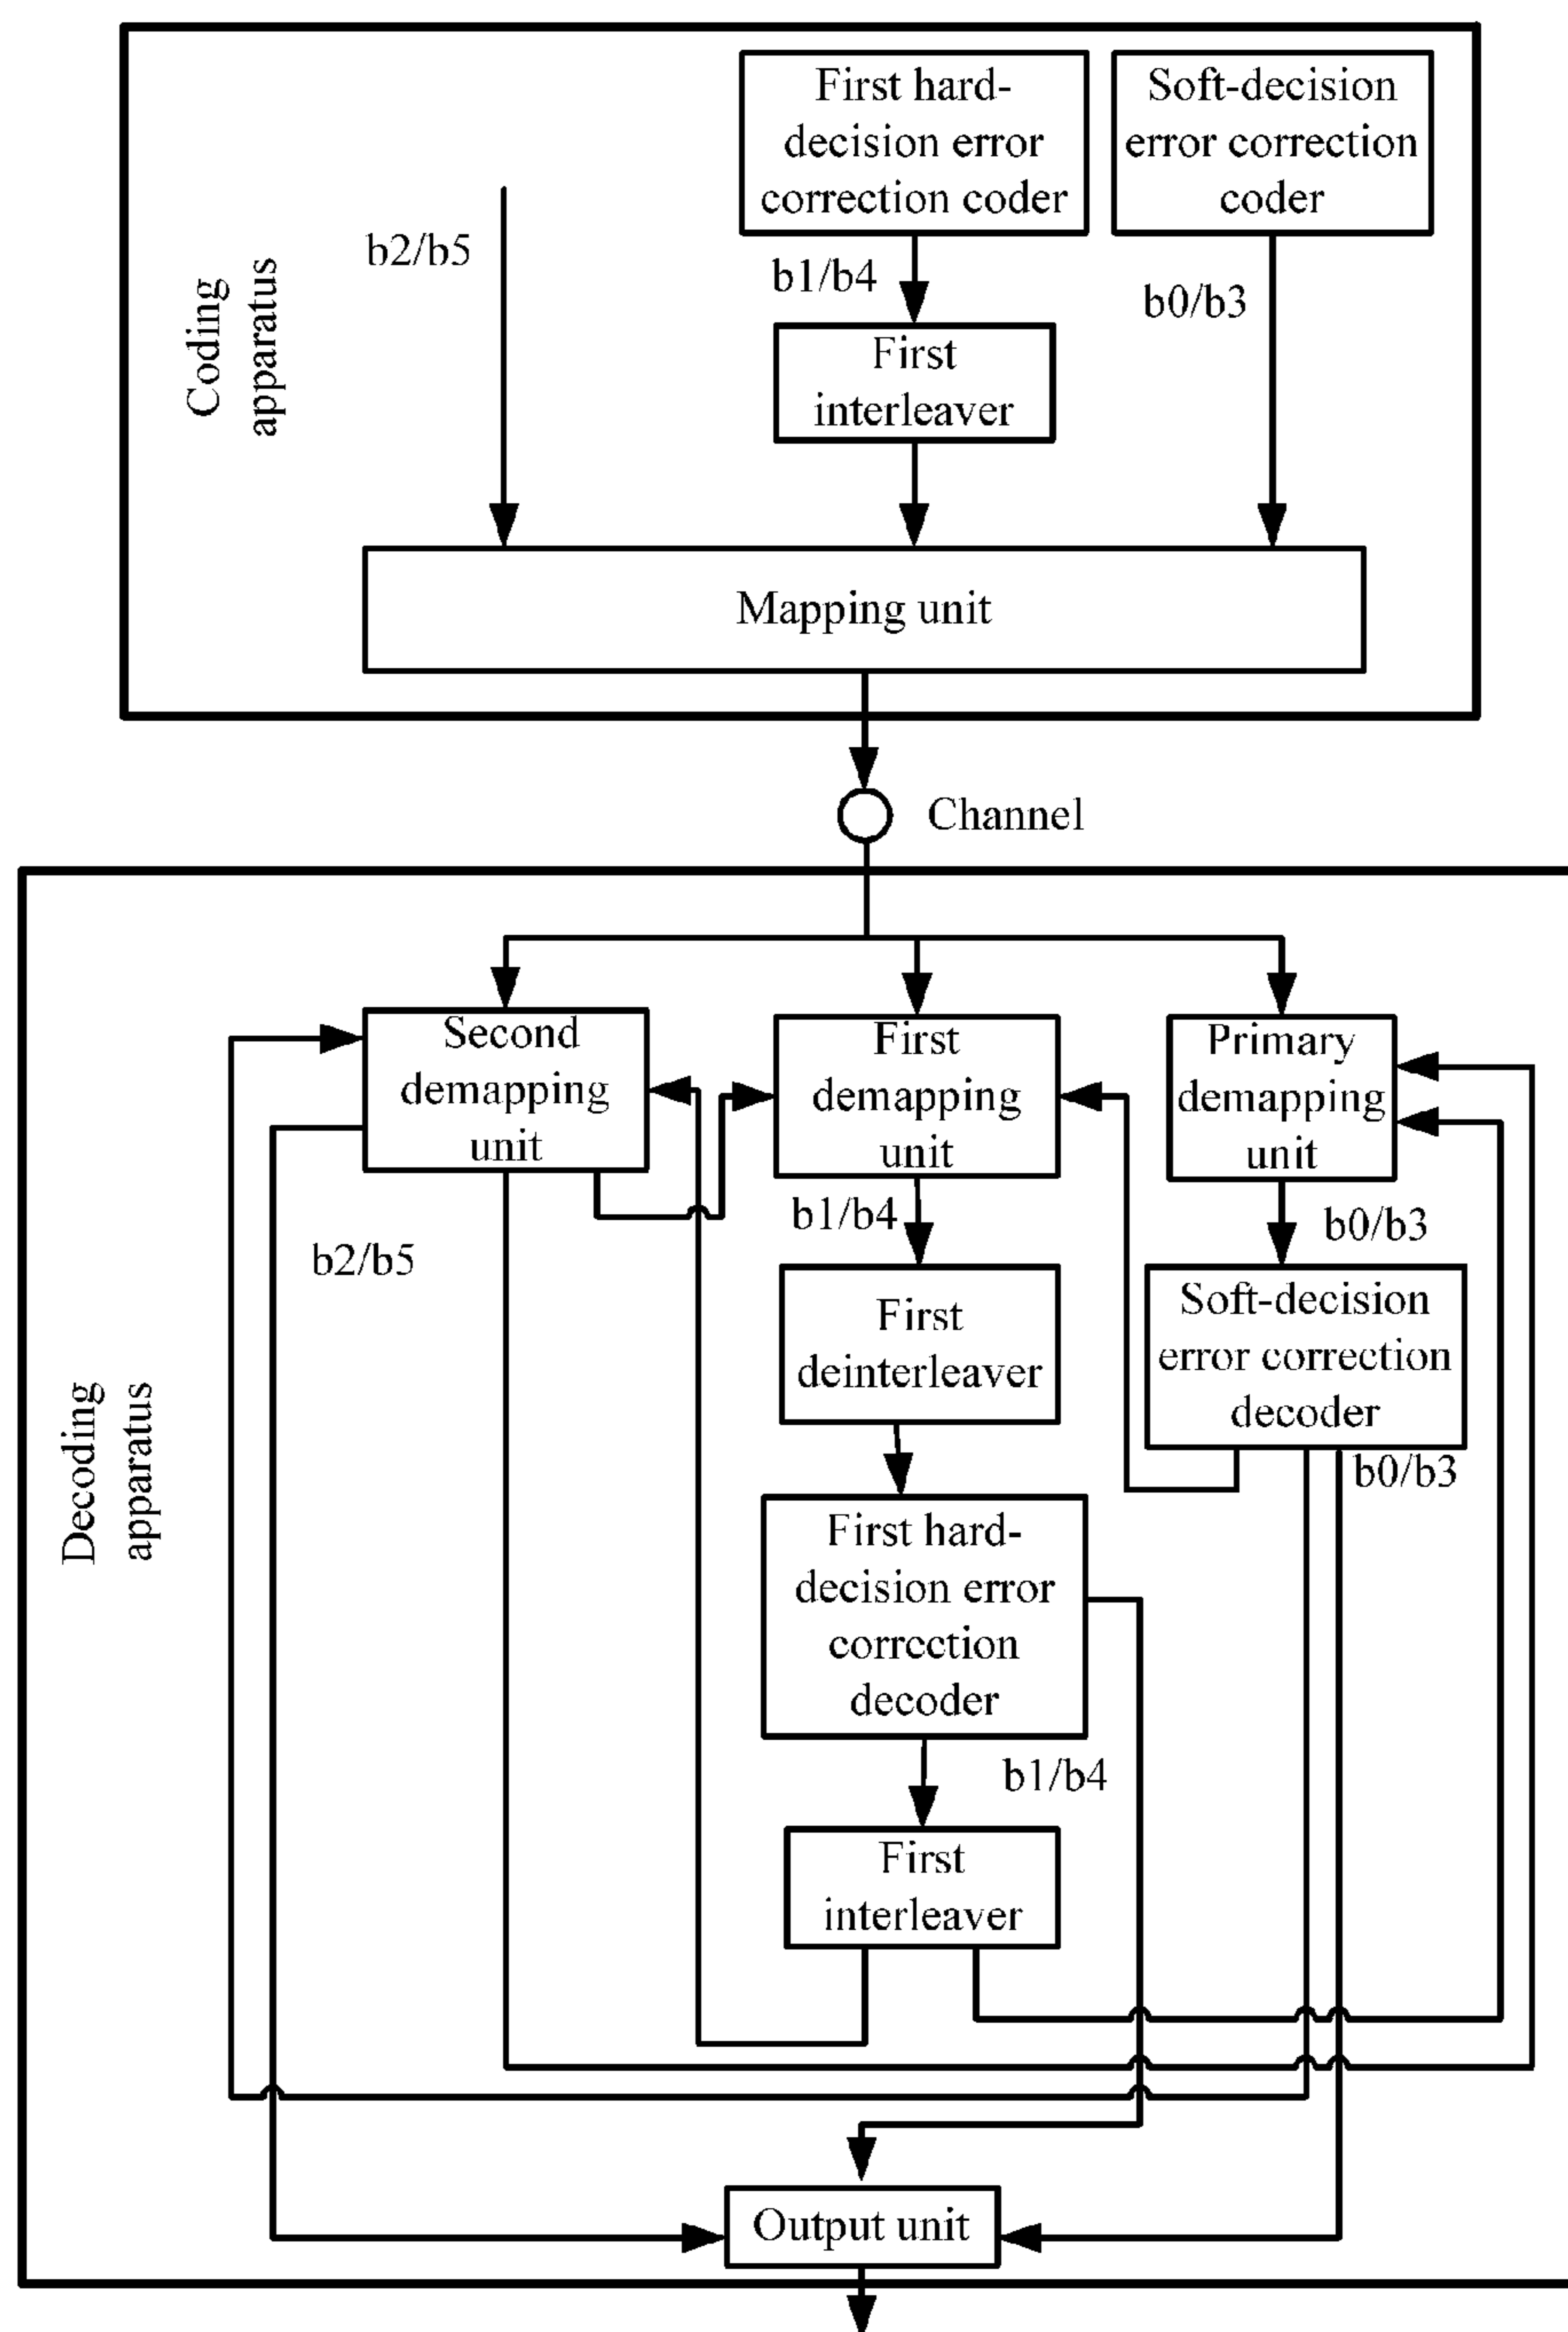 First hard-
decision error
correction coder
Soft-decision
error correction
coder
b2/b5
b1/b4
b0/b3
Coding
apparatus
First
interleaver
Mapping unit
Channel
Second
demapping
unit
First
demapping
unit
Primary
demapping
unit
b1/b4
b0/b3
b2/b5
First
deinterleaver
Soft-decision
error correction
decoder
b0/b3
Decoding
apparatus
First hard-
decision error
correction
decoder
b1/b4
First
interleaver
Output unit